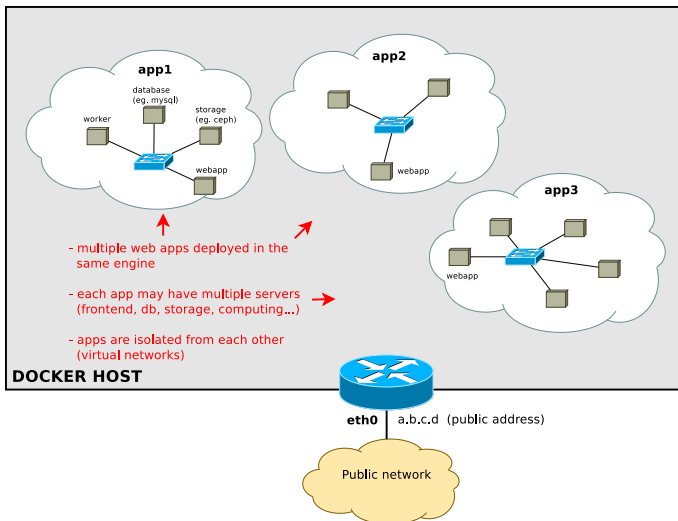 app1
database
(eg. mysql)
worker
storage
(eg. ceph)
webapp
app2
webapp
app3
webapp
- multiple web apps deployed in the
same engine
- each app may have multiple servers
(frontend, db, storage, computing...)
- apps are isolated from each other
(virtual networks)
DOCKER HOST
eth0 a.b.c.d (public address)
Public network